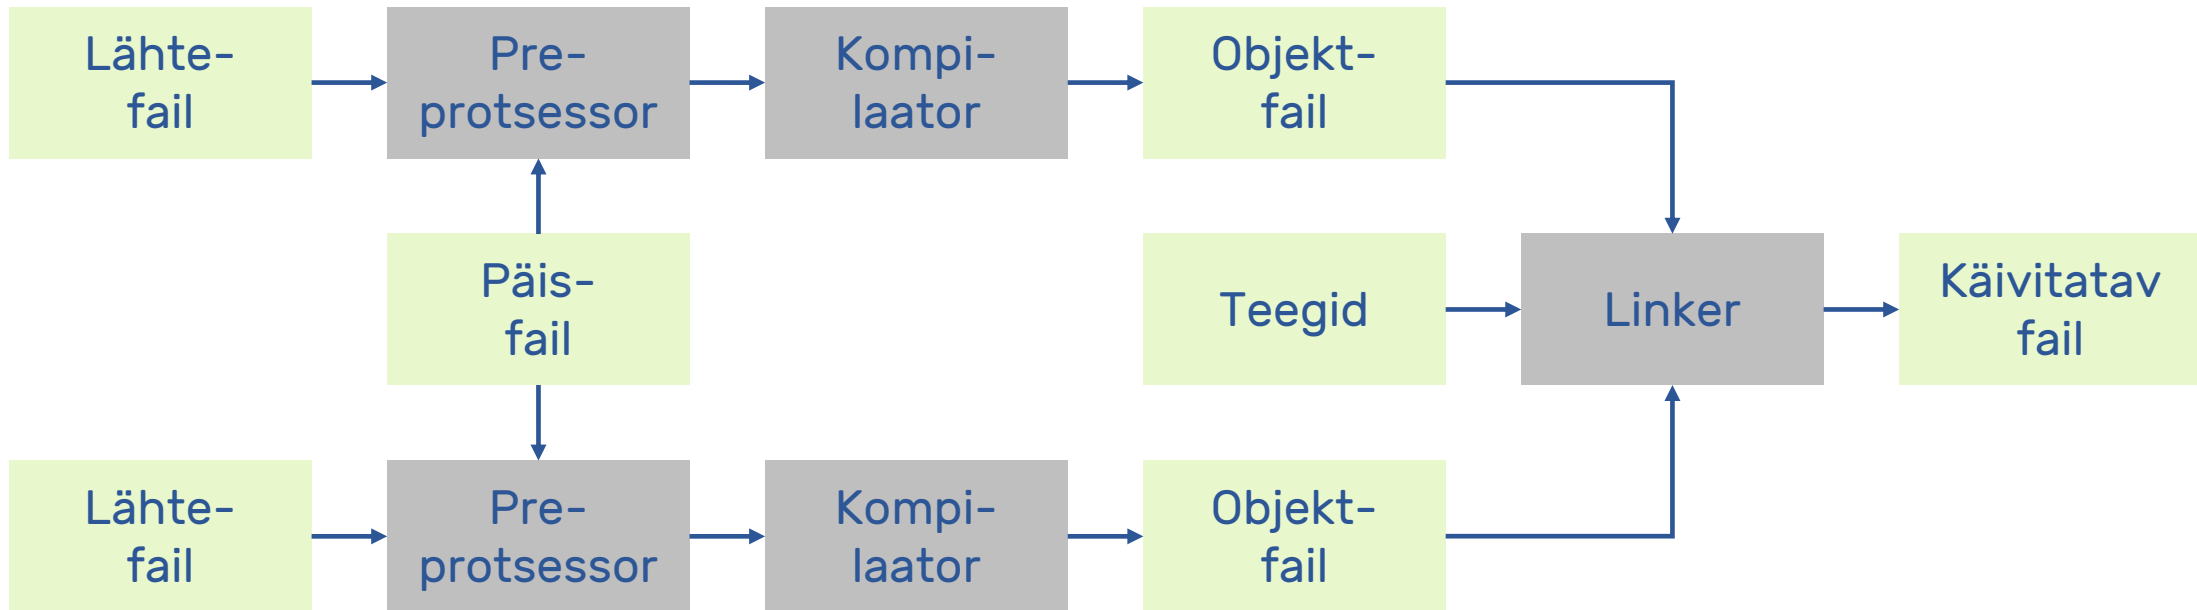 Lähte-
fail
Pre-
protsessor
Kompi-
laator
Objekt-
fail
Päis-
fail
Teegid
Linker
Käivitatav
fail
Lähte-
fail
Pre-
protsessor
Kompi-
laator
Objekt-
fail